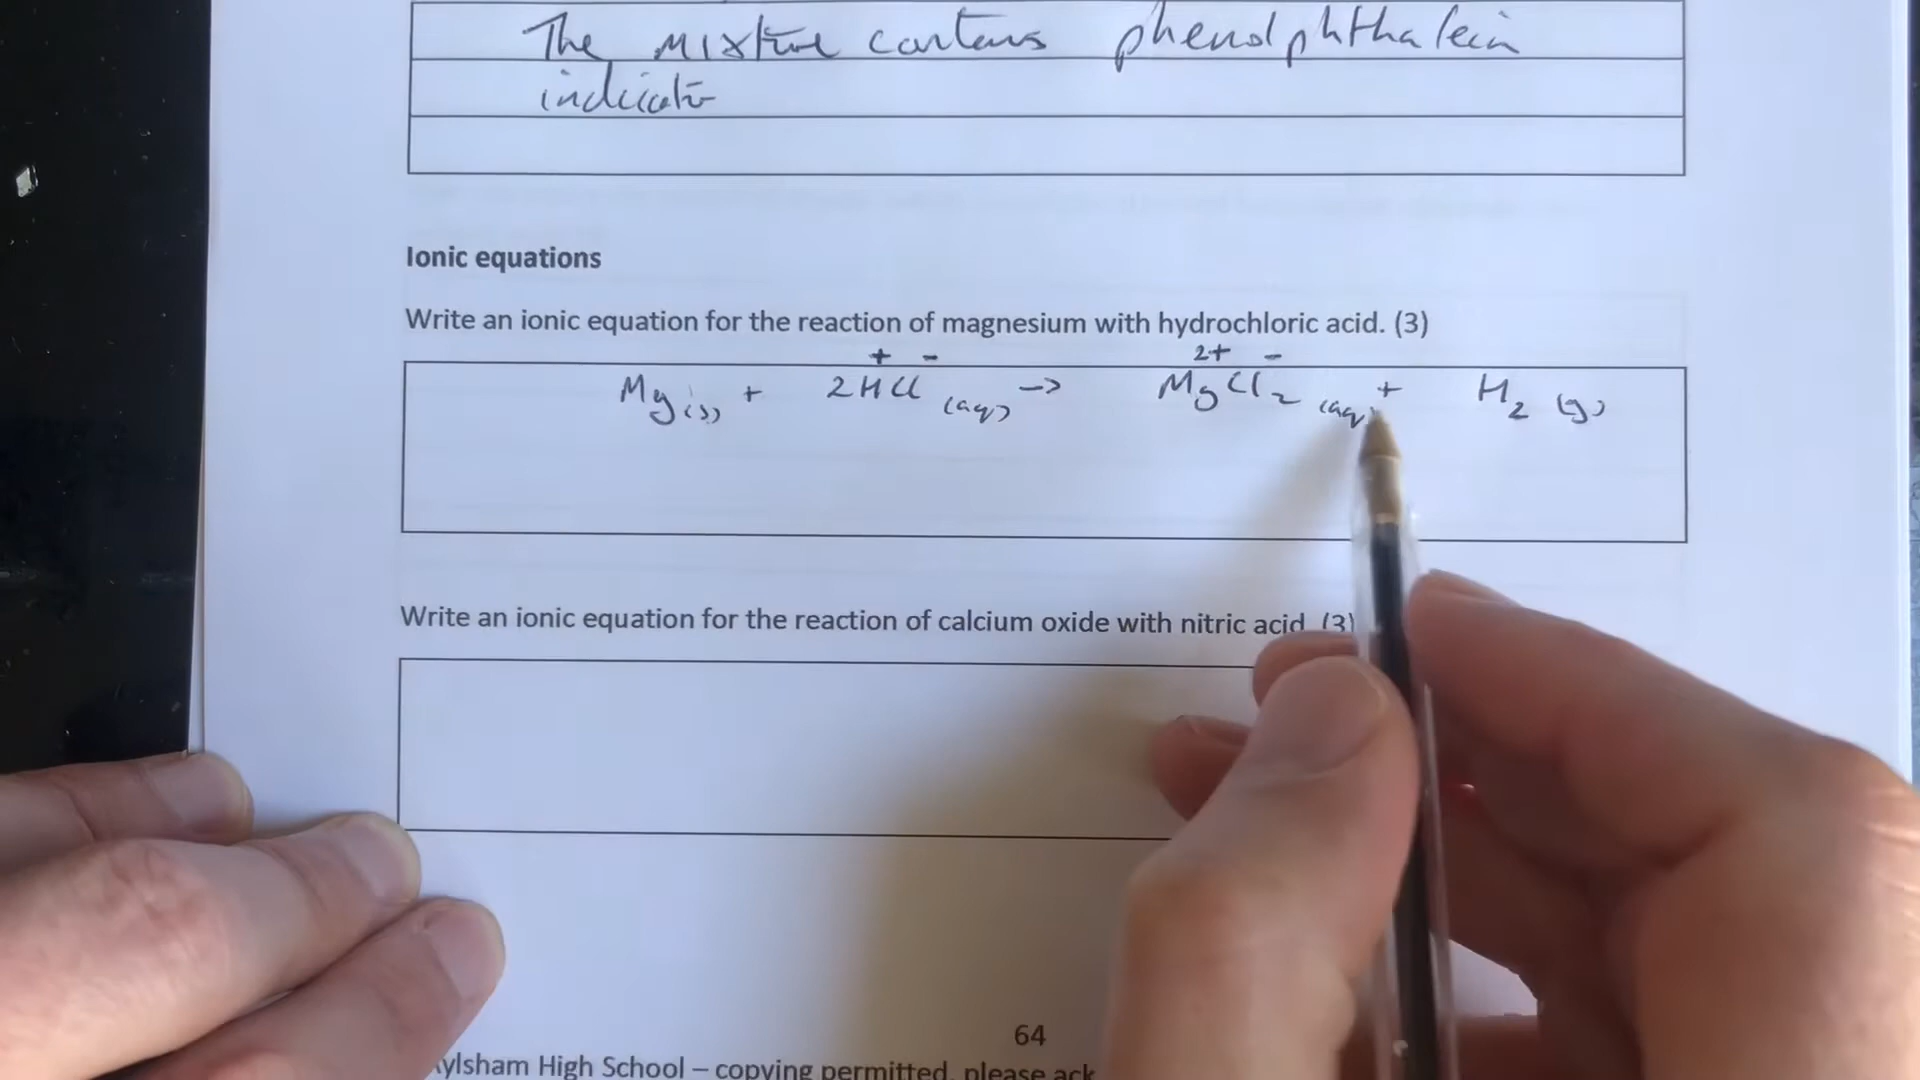 The mixture contains phenolphthalein
indicator
Ionic equations
Write an ionic equation for the reaction of magnesium with hydrochloric acid. (3)
+ - 2+ -
Mg(s) + 2HCl (aq) -> MgCl2 (aq) + H2 (g)
Write an ionic equation for the reaction of calcium oxide with nitric acid. (3)
64
ylsham High School – copying permitted, please ack